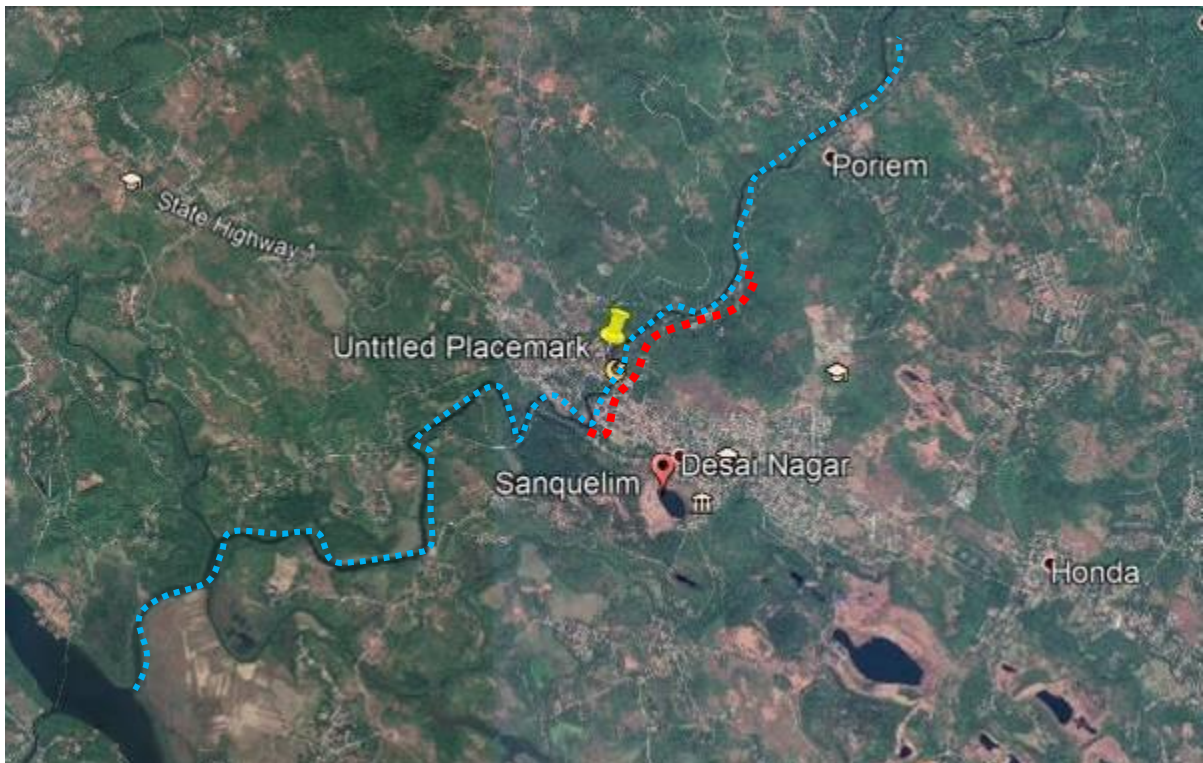 Poriem
State Highway 1
Untitled Placemark
Desai Nagar
Sanquelim
Honda